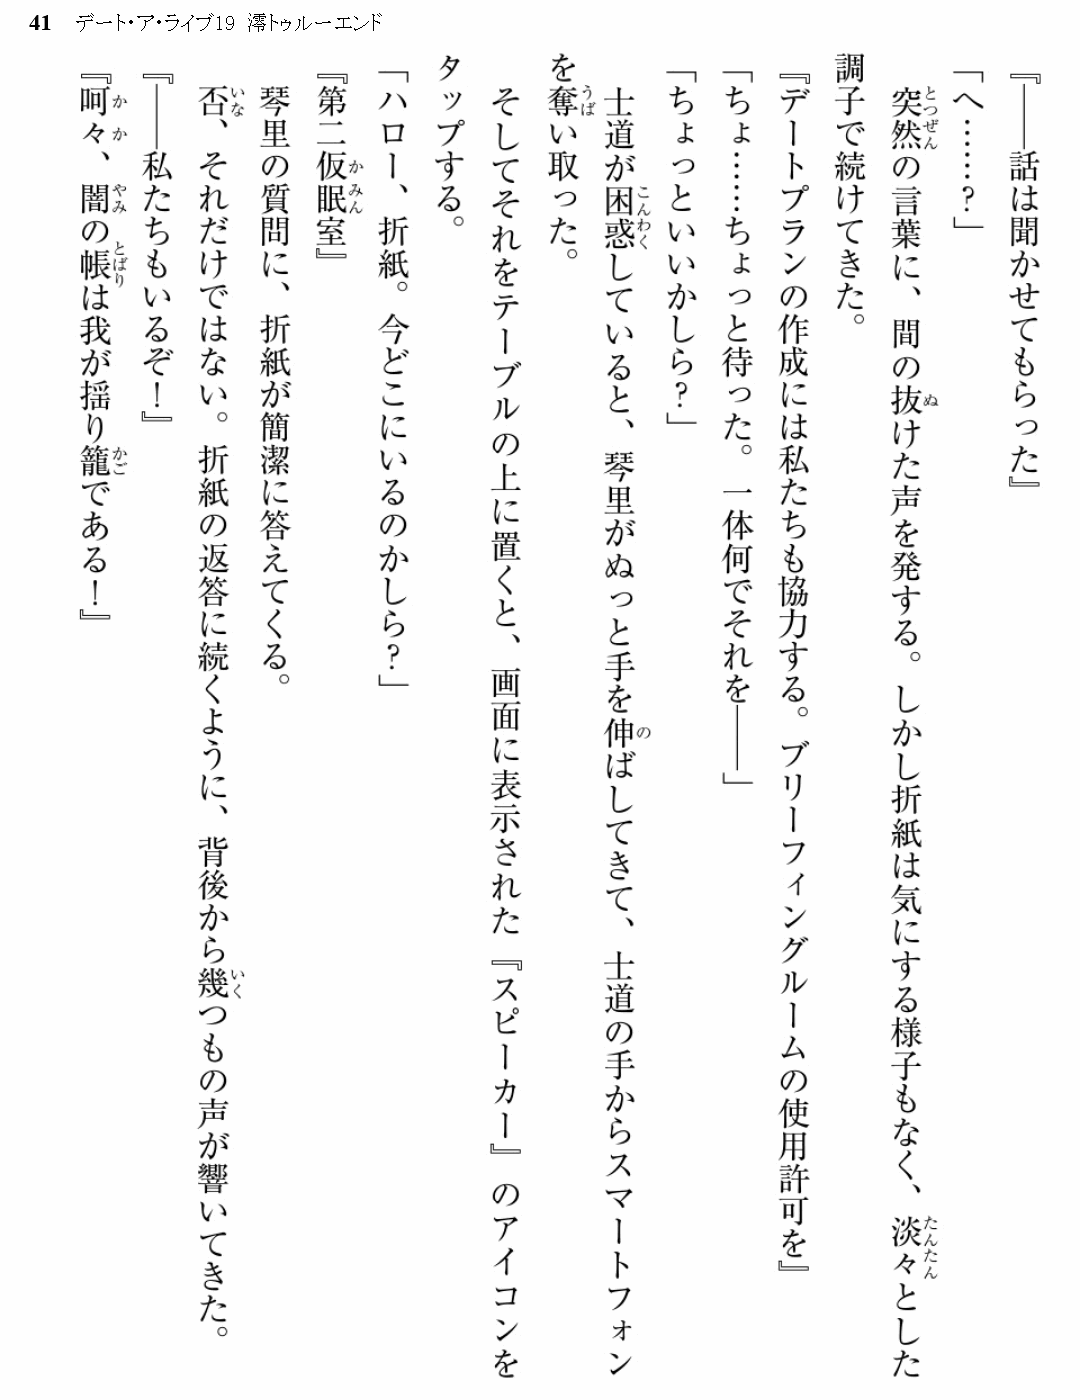 41 デート・ア・ライブ19 澪トゥルーエンド
『――話は聞かせてもらった』
「へ……？」
突然の言葉に、間の抜けた声を発する。しかし折紙は気にする様子もなく、淡々とした
調子で続けてきた。
『デートプランの作成には私たちも協力する。ブリーフィングルームの使用許可を』
「ちょ……ちょっと待った。一体何でそれを――」
「ちょっといいかしら？」
士道が困惑していると、琴里がぬっと手を伸ばしてきて、士道の手からスマートフォン
を奪い取った。
そしてそれをテーブルの上に置くと、画面に表示された『スピーカー』のアイコンを
タップする。
「ハロー、折紙。今どこにいるのかしら？」
『第二仮眠室』
琴里の質問に、折紙が簡潔に答えてくる。
否、それだけではない。折紙の返答に続くように、背後から幾つもの声が響いてきた。
『――私たちもいるぞ！』
『呵々、闇の帳は我が揺り籠である！』